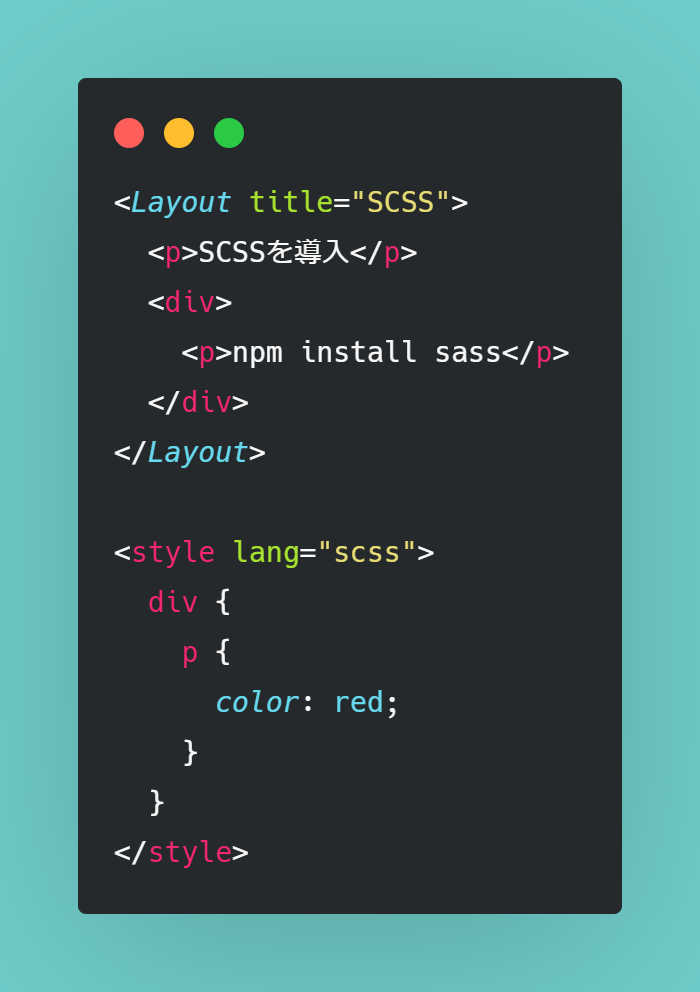 <Layout title="SCSS">
  <p>SCSSを導入</p>
  <div>
    <p>npm install sass</p>
  </div>
</Layout>

<style lang="scss">
  div {
    p {
      color: red;
    }
  }
</style>